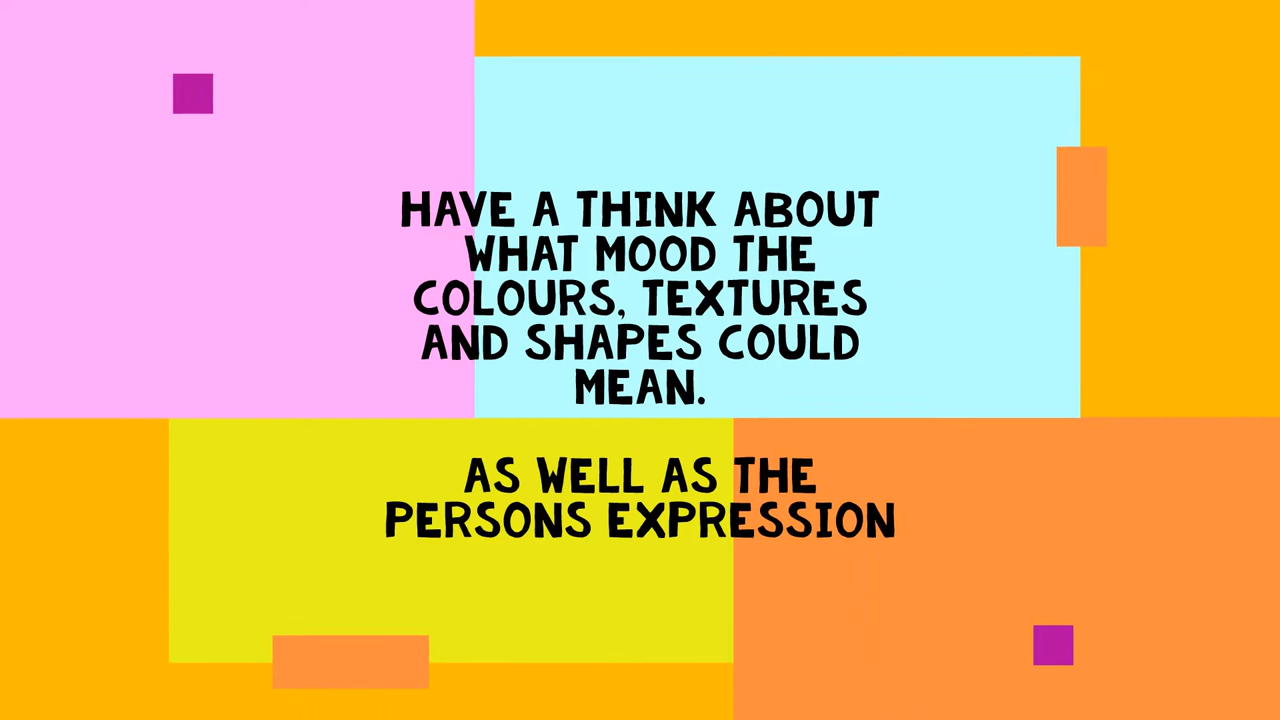 HAVE A THINK ABOUT
WHAT MOOD THE
COLOURS, TEXTURES
AND SHAPES COULD
MEAN.
AS WELL AS THE
PERSONS EXPRESSION